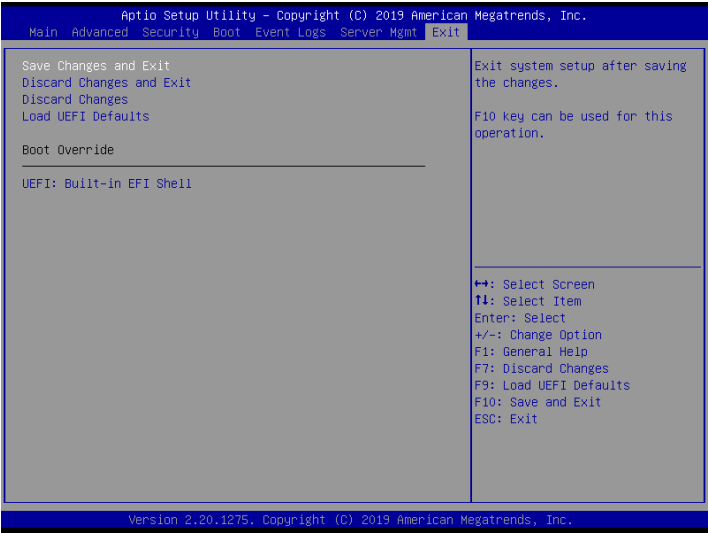 Aptio Setup Utility – Copyright (C) 2019 American Megatrends, Inc.
Main Advanced Security Boot Event Logs Server Mgmt Exit
Save Changes and Exit
Discard Changes and Exit
Discard Changes
Load UEFI Defaults
Boot Override
UEFI: Built-in EFI Shell
Exit system setup after saving
the changes.
F10 key can be used for this
operation.
↔: Select Screen
↑↓: Select Item
Enter: Select
+/-: Change Option
F1: General Help
F7: Discard Changes
F9: Load UEFI Defaults
F10: Save and Exit
ESC: Exit
Version 2.20.1275. Copyright (C) 2019 American Megatrends, Inc.